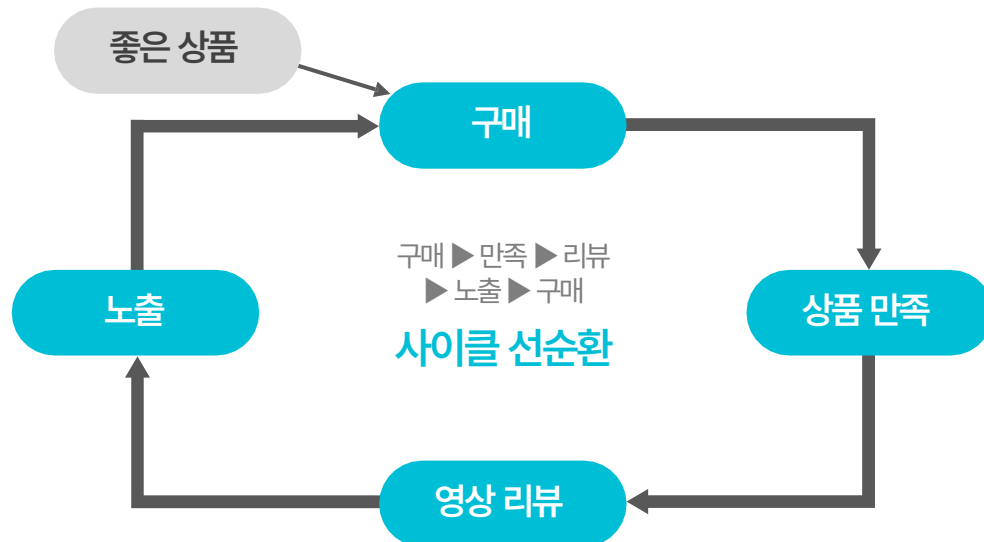 좋은 상품
구매
구매 ▶ 만족 ▶ 리뷰
▶ 노출 ▶ 구매
사이클 선순환
노출
상품 만족
영상 리뷰